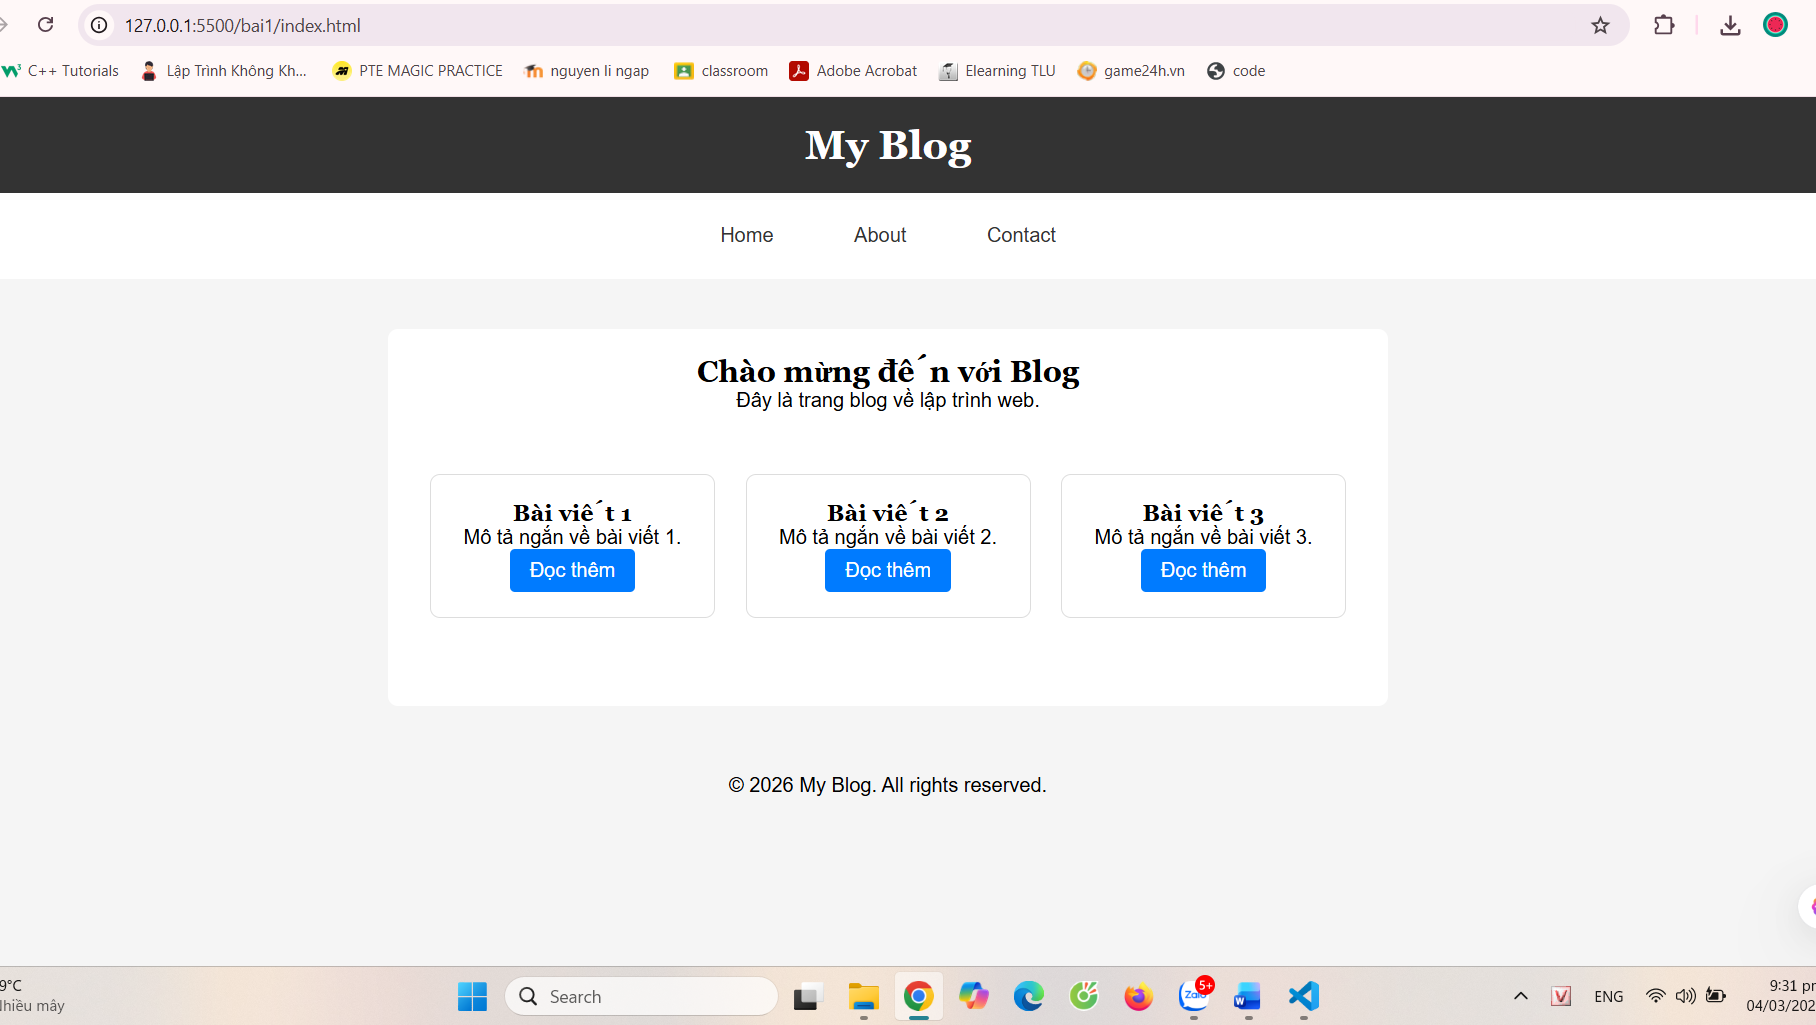 127.0.0.1:5500/bai1/index.html
C++ Tutorials Lập Trình Không Kh... PTE MAGIC PRACTICE nguyen li ngap classroom Adobe Acrobat Elearning TLU game24h.vn code
My Blog
Home About Contact
Chào mừng đến với Blog
Đây là trang blog về lập trình web.
Bài viết 1
Mô tả ngắn về bài viết 1.
Đọc thêm
Bài viết 2
Mô tả ngắn về bài viết 2.
Đọc thêm
Bài viết 3
Mô tả ngắn về bài viết 3.
Đọc thêm
© 2026 My Blog. All rights reserved.
9°C
Search
5+
Zalo
ENG
9:31
04/03/202